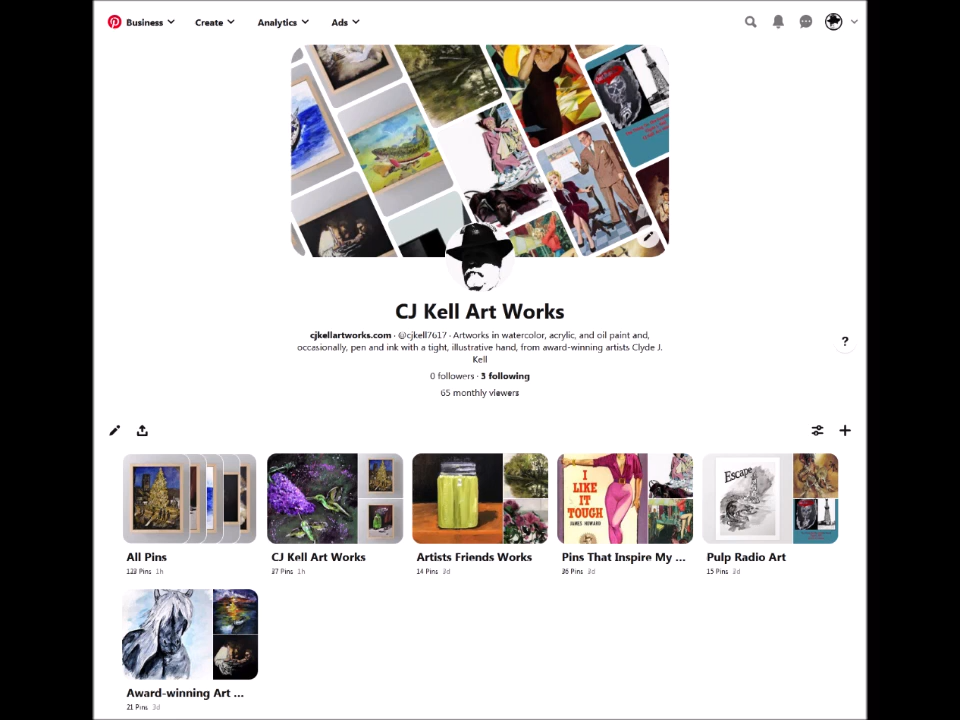 Business Create Analytics Ads
CJ Kell Art Works
cjkellartworks.com · @cjkell7617 · Artworks in watercolor, acrylic, and oil paint and,
occasionally, pen and ink with a tight, illustrative hand, from award-winning artists Clyde J.
Kell
?
0 followers · 3 following
65 monthly viewers
I
LIKE
IT
TOUGH
JAMES HOWARD
Escape
All Pins
CJ Kell Art Works
Artists Friends Works
Pins That Inspire My ...
Pulp Radio Art
123 Pins 1h
37 Pins 1h
14 Pins 3d
36 Pins 3d
15 Pins 3d
Award-winning Art ...
21 Pins 3d